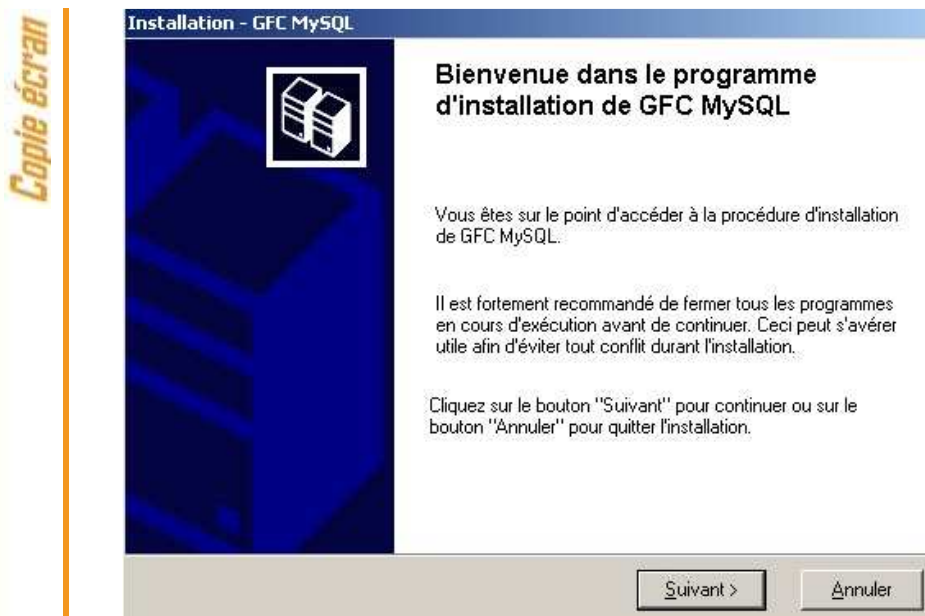 Copie écran
Installation - GFC MySQL
Bienvenue dans le programme
d'installation de GFC MySQL
Vous êtes sur le point d'accéder à la procédure d'installation
de GFC MySQL.
Il est fortement recommandé de fermer tous les programmes
en cours d'exécution avant de continuer. Ceci peut s'avérer
utile afin d'éviter tout conflit durant l'installation.
Cliquez sur le bouton "Suivant" pour continuer ou sur le
bouton "Annuler" pour quitter l'installation.
Suivant >
Annuler